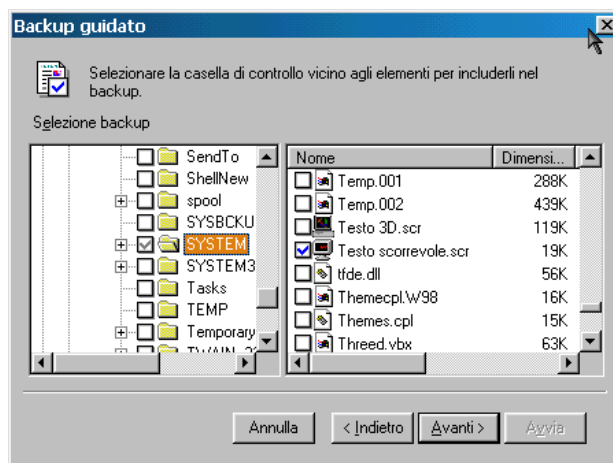 Backup guidato
Selezionare la casella di controllo vicino agli elementi per includerli nel
backup.
Selezione backup
SendTo
ShellNew
spool
SYSBCKU
SYSTEM
SYSTEM3
Tasks
TEMP
Temporary
Nome Dimensi...
Temp.001 288K
Temp.002 439K
Testo 3D.scr 119K
Testo scorrevole.scr 19K
tfde.dll 56K
Themecpl.W98 16K
Themes.cpl 15K
Threed.vbx 63K
Annulla < Indietro Avanti > Avvia